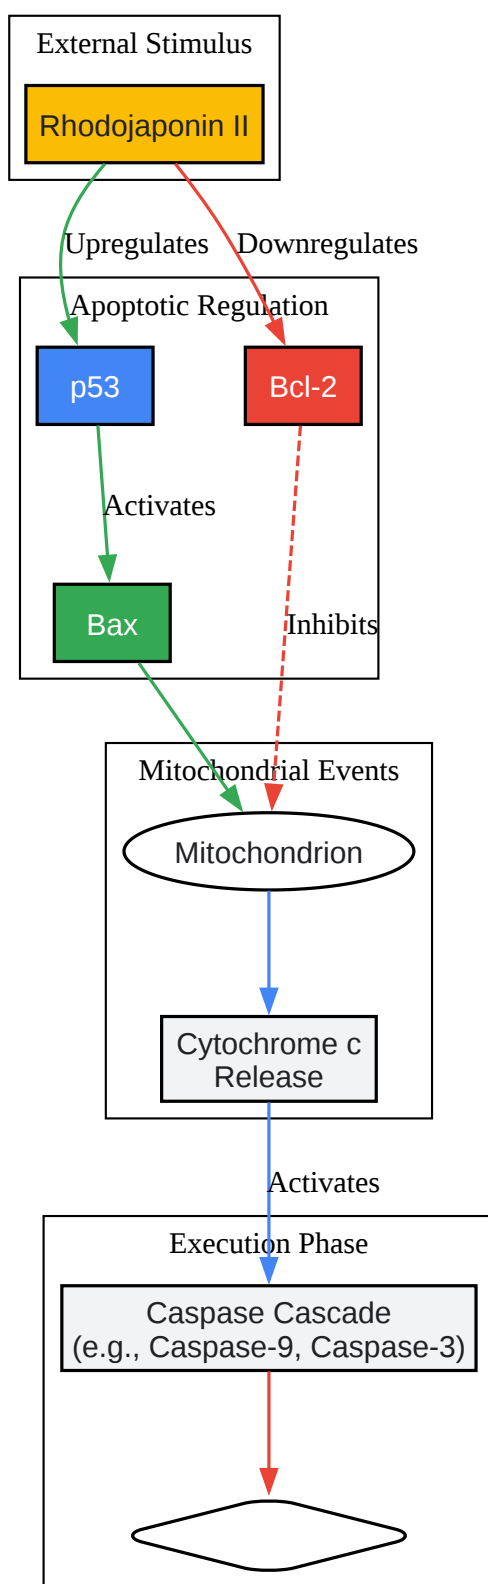 External Stimulus
Rhodojaponin II
Upregulates
Downregulates
Apoptotic Regulation
p53
Bcl-2
Activates
Bax
Inhibits
Mitochondrial Events
Mitochondrion
Cytochrome c
Release
Activates
Execution Phase
Caspase Cascade
(e.g., Caspase-9, Caspase-3)